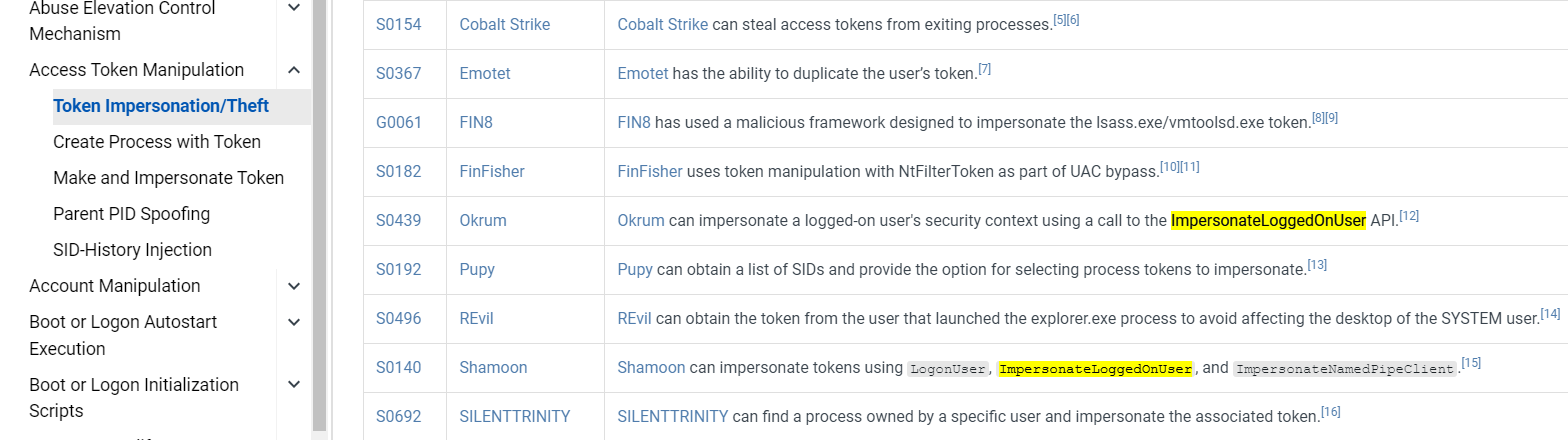 Abuse Elevation Control
Mechanism
Access Token Manipulation
Token Impersonation/Theft
Create Process with Token
Make and Impersonate Token
Parent PID Spoofing
SID-History Injection
Account Manipulation
Boot or Logon Autostart
Execution
Boot or Logon Initialization
Scripts
S0154 Cobalt Strike Cobalt Strike can steal access tokens from exiting processes.[5][6]
S0367 Emotet Emotet has the ability to duplicate the user’s token.[7]
G0061 FIN8 FIN8 has used a malicious framework designed to impersonate the lsass.exe/vmtoolsd.exe token.[8][9]
S0182 FinFisher FinFisher uses token manipulation with NtFilterToken as part of UAC bypass.[10][11]
S0439 Okrum Okrum can impersonate a logged-on user's security context using a call to the ImpersonateLoggedOnUser API.[12]
S0192 Pupy Pupy can obtain a list of SIDs and provide the option for selecting process tokens to impersonate.[13]
S0496 REvil REvil can obtain the token from the user that launched the explorer.exe process to avoid affecting the desktop of the SYSTEM user.[14]
S0140 Shamoon Shamoon can impersonate tokens using LogonUser, ImpersonateLoggedOnUser, and ImpersonateNamedPipeClient.[15]
S0692 SILENTTRINITY SILENTTRINITY can find a process owned by a specific user and impersonate the associated token.[16]